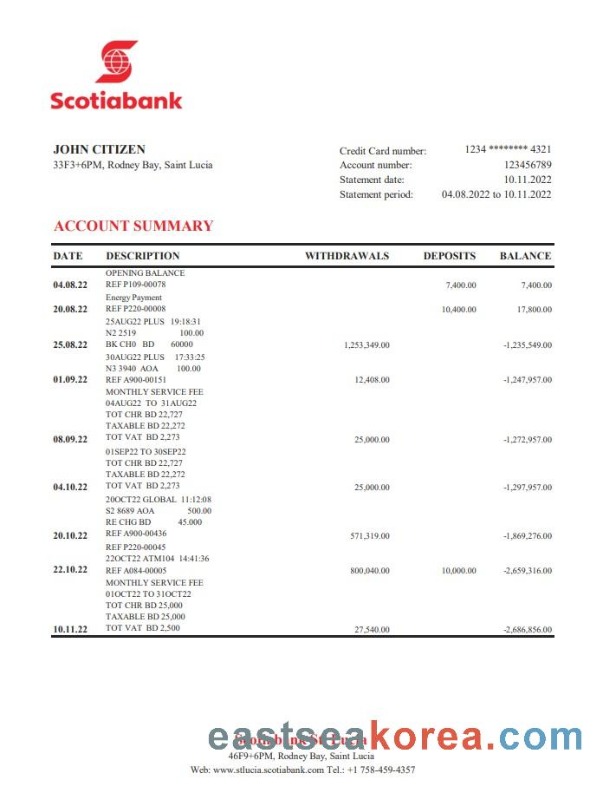 Scotiabank
JOHN CITIZEN
33F3+6PM, Rodney Bay, Saint Lucia
Credit Card number: 1234 ******** 4321
Account number: 123456789
Statement date: 10.11.2022
Statement period: 04.08.2022 to 10.11.2022
ACCOUNT SUMMARY
DATE DESCRIPTION WITHDRAWALS DEPOSITS BALANCE
OPENING BALANCE
04.08.22 REF P109-00078 7,400.00 7,400.00
Energy Payment
20.08.22 REF P220-00008 10,400.00 17,800.00
25AUG22 PLUS 19:18:31
N2 2519 100.00
25.08.22 BK CH0 BD 60000 1,253,349.00 -1,235,549.00
30AUG22 PLUS 17:33:25
N3 3940 AOA 100.00
01.09.22 REF A900-00151 12,408.00 -1,247,957.00
MONTHLY SERVICE FEE
04AUG22 TO 31AUG22
TOT CHR BD 22,727
TAXABLE BD 22,272
08.09.22 TOT VAT BD 2,273 25,000.00 -1,272,957.00
01SEP22 TO 30SEP22
TOT CHR BD 22,727
TAXABLE BD 22,272
04.10.22 TOT VAT BD 2,273 25,000.00 -1,297,957.00
20OCT22 GLOBAL 11:12:08
S2 8689 AOA 500.00
RE CHG BD 45.000
20.10.22 REF A900-00436 571,319.00 -1,869,276.00
REF P220-00045
22OCT22 ATM104 14:41:36
22.10.22 REF A084-00005 800,040.00 10,000.00 -2,659,316.00
MONTHLY SERVICE FEE
01OCT22 TO 31OCT22
TOT CHR BD 25,000
TAXABLE BD 25,000
10.11.22 TOT VAT BD 2,500 27,540.00 -2,686,856.00
Scotiabank St. Lucia
eastseakorea.com
46F9+6PM, Rodney Bay, Saint Lucia
Web: www.stlucia.scotiabank.com Tel.: +1 758-459-4357